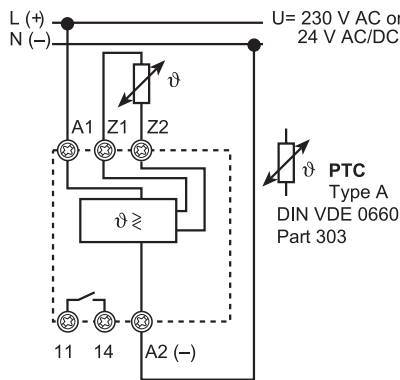 L (+)
U= 230 V AC or
N (–)
24 V AC/DC
ϑ
A1 Z1 Z2
ϑ PTC
Type A
DIN VDE 0660
Part 303
ϑ ≷
11 14 A2 (–)